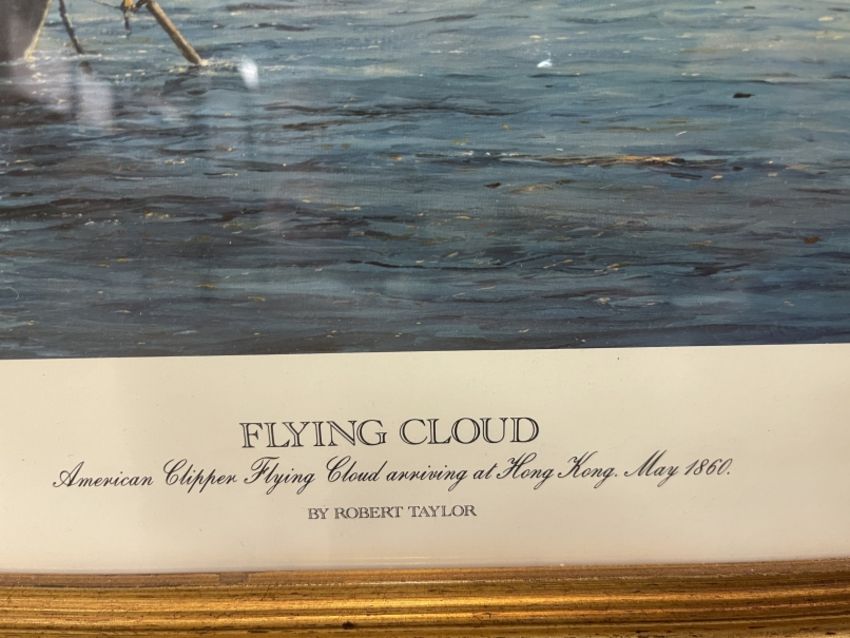 FLYING CLOUD
American Clipper Flying Cloud arriving at Hong Kong. May 1860.
BY ROBERT TAYLOR